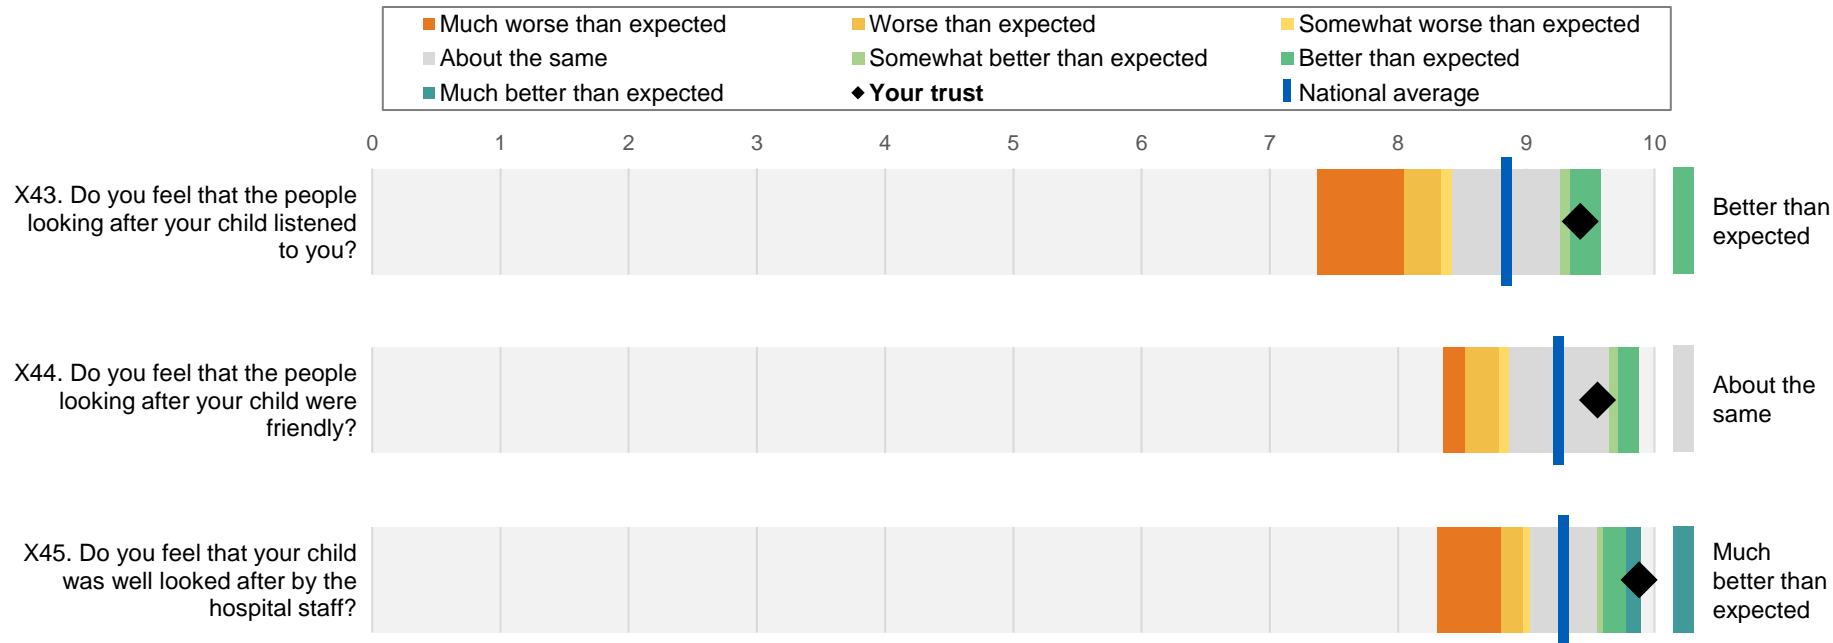 Much worse than expected
Worse than expected
Somewhat worse than expected
About the same
Somewhat better than expected
Better than expected
Much better than expected
Your trust
National average
0 1 2 3 4 5 6 7 8 9 10
X43. Do you feel that the people
looking after your child listened
to you?
Better than
expected
X44. Do you feel that the people
looking after your child were
friendly?
About the
same
X45. Do you feel that your child
was well looked after by the
hospital staff?
Much
better than
expected